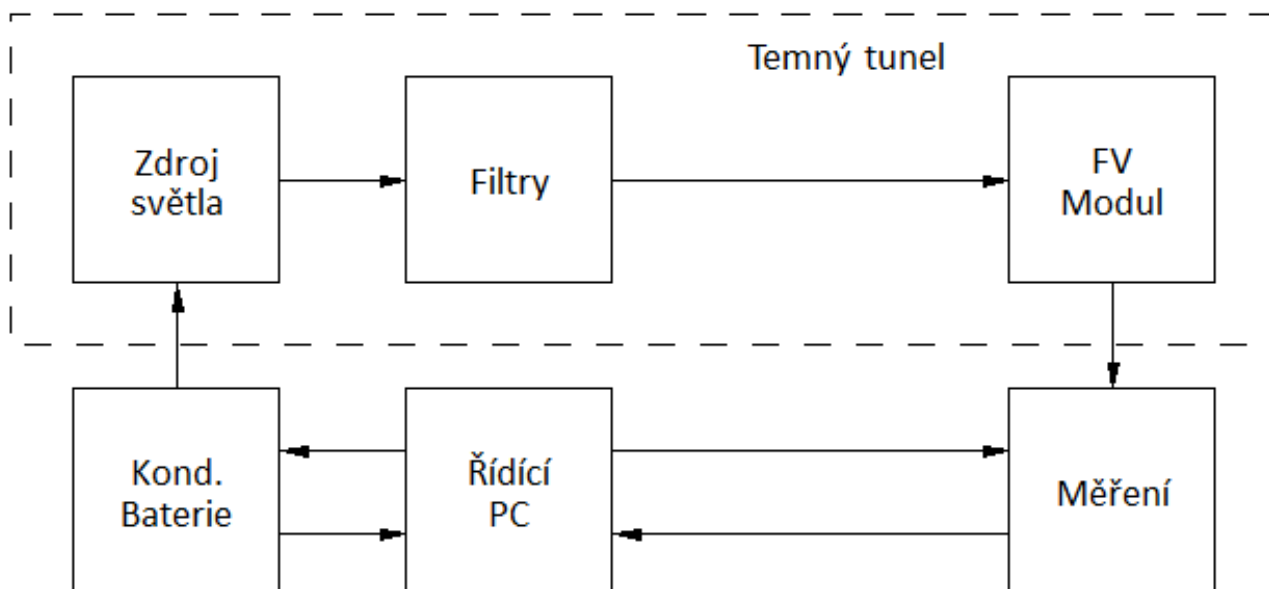 Temný tunel
Zdroj
světla
Filtry
FV
Modul
Kond.
Baterie
Řídící
PC
Měření